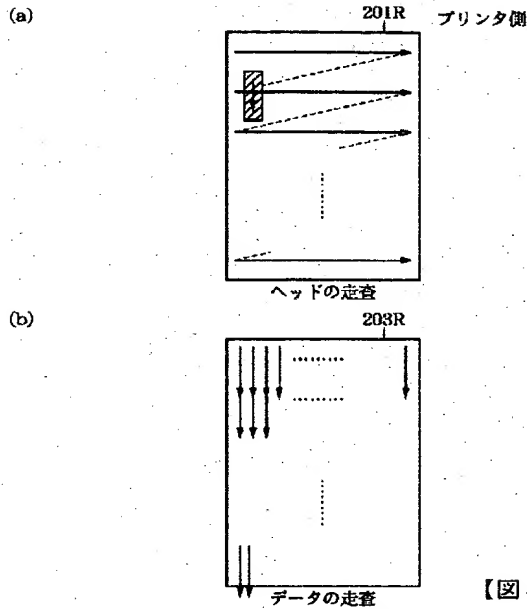 (a)
201R
プリンタ側
ヘッドの走査
(b)
203R
データの走査
【図